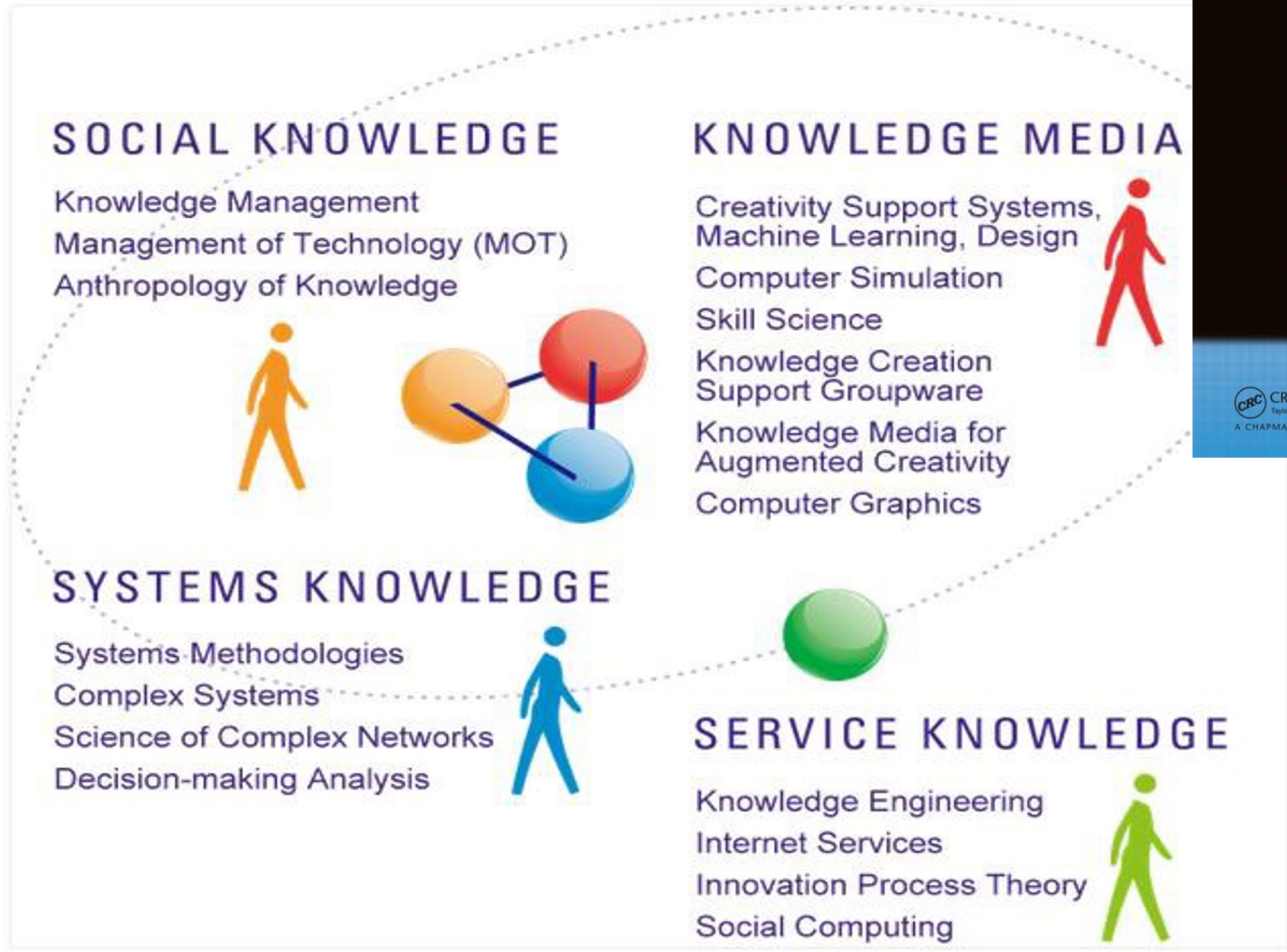 SOCIAL KNOWLEDGE
Knowledge Management
Management of Technology (MOT)
Anthropology of Knowledge
KNOWLEDGE MEDIA
Creativity Support Systems,
Machine Learning, Design
Computer Simulation
Skill Science
Knowledge Creation
Support Groupware
Knowledge Media for
Augmented Creativity
Computer Graphics
SYSTEMS KNOWLEDGE
Systems Methodologies
Complex Systems
Science of Complex Networks
Decision-making Analysis
SERVICE KNOWLEDGE
Knowledge Engineering
Internet Services
Innovation Process Theory
Social Computing
CRC CR
A CHAPMA